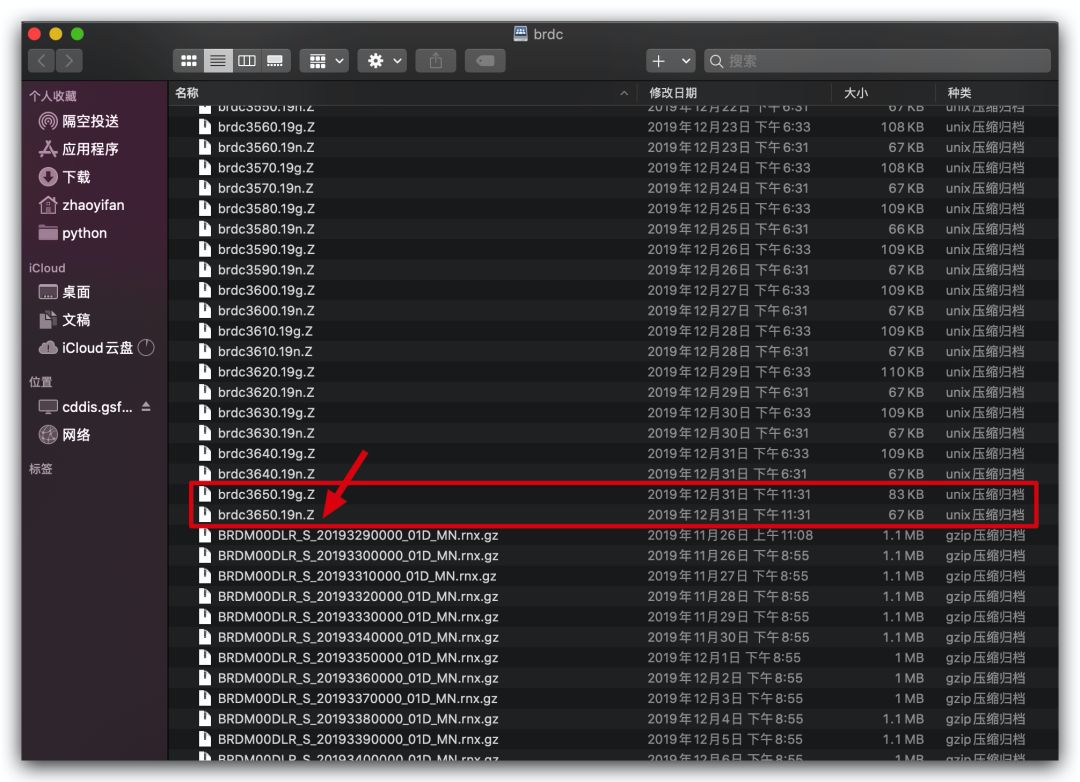 brdc
搜索
个人收藏
隔空投送
应用程序
下载
zhaoyifan
python
iCloud
桌面
文稿
iCloud云盘
位置
cddis.gsf...
网络
标签
名称 修改日期 大小 种类
brdc3550.19n.Z 2019年12月22日 下午6:31 67 KB unix压缩归档
brdc3560.19g.Z 2019年12月23日 下午6:33 108 KB unix压缩归档
brdc3560.19n.Z 2019年12月23日 下午6:31 67 KB unix压缩归档
brdc3570.19g.Z 2019年12月24日 下午6:33 108 KB unix压缩归档
brdc3570.19n.Z 2019年12月24日 下午6:31 67 KB unix压缩归档
brdc3580.19g.Z 2019年12月25日 下午6:33 109 KB unix压缩归档
brdc3580.19n.Z 2019年12月25日 下午6:31 66 KB unix压缩归档
brdc3590.19g.Z 2019年12月26日 下午6:33 109 KB unix压缩归档
brdc3590.19n.Z 2019年12月26日 下午6:31 67 KB unix压缩归档
brdc3600.19g.Z 2019年12月27日 下午6:33 109 KB unix压缩归档
brdc3600.19n.Z 2019年12月27日 下午6:31 67 KB unix压缩归档
brdc3610.19g.Z 2019年12月28日 下午6:33 109 KB unix压缩归档
brdc3610.19n.Z 2019年12月28日 下午6:31 67 KB unix压缩归档
brdc3620.19g.Z 2019年12月29日 下午6:33 110 KB unix压缩归档
brdc3620.19n.Z 2019年12月29日 下午6:31 67 KB unix压缩归档
brdc3630.19g.Z 2019年12月30日 下午6:33 109 KB unix压缩归档
brdc3630.19n.Z 2019年12月30日 下午6:31 67 KB unix压缩归档
brdc3640.19g.Z 2019年12月31日 下午6:33 109 KB unix压缩归档
brdc3640.19n.Z 2019年12月31日 下午6:31 67 KB unix压缩归档
brdc3650.19g.Z 2019年12月31日 下午11:31 83 KB unix压缩归档
brdc3650.19n.Z 2019年12月31日 下午11:31 67 KB unix压缩归档
BRDM00DLR_S_20193290000_01D_MN.rnx.gz 2019年11月26日 上午11:08 1.1 MB gzip压缩归档
BRDM00DLR_S_20193300000_01D_MN.rnx.gz 2019年11月26日 下午8:55 1.1 MB gzip压缩归档
BRDM00DLR_S_20193310000_01D_MN.rnx.gz 2019年11月27日 下午8:55 1.1 MB gzip压缩归档
BRDM00DLR_S_20193320000_01D_MN.rnx.gz 2019年11月28日 下午8:55 1.1 MB gzip压缩归档
BRDM00DLR_S_20193330000_01D_MN.rnx.gz 2019年11月29日 下午8:55 1.1 MB gzip压缩归档
BRDM00DLR_S_20193340000_01D_MN.rnx.gz 2019年11月30日 下午8:55 1.1 MB gzip压缩归档
BRDM00DLR_S_20193350000_01D_MN.rnx.gz 2019年12月1日 下午8:55 1 MB gzip压缩归档
BRDM00DLR_S_20193360000_01D_MN.rnx.gz 2019年12月2日 下午8:55 1 MB gzip压缩归档
BRDM00DLR_S_20193370000_01D_MN.rnx.gz 2019年12月3日 下午8:55 1 MB gzip压缩归档
BRDM00DLR_S_20193380000_01D_MN.rnx.gz 2019年12月4日 下午8:55 1.1 MB gzip压缩归档
BRDM00DLR_S_20193390000_01D_MN.rnx.gz 2019年12月5日 下午8:55 1 MB gzip压缩归档
BRDM00DLR_S_20193400000_01D_MN.rnx.gz 2019年12月6日 下午8:55 1 MB gzip压缩归档